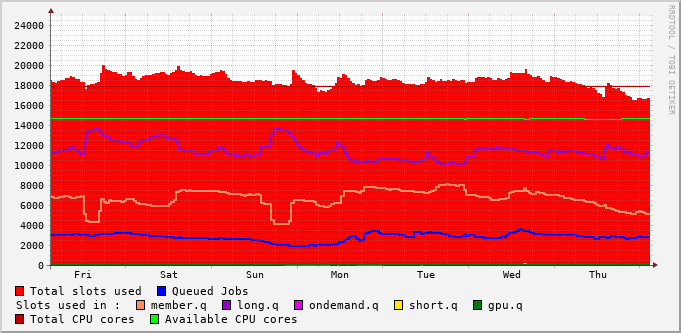 24000
22000
20000
18000
16000
14000
12000
10000
8000
6000
4000
2000
0
Fri Sat Sun Mon Tue Wed Thu
Total slots used Queued Jobs
Slots used in : member.q long.q ondemand.q short.q gpu.q
Total CPU cores Available CPU cores
RRDTOOL / TOBI OETIKER